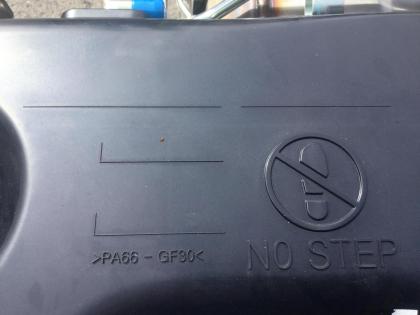 >PA66 - GF30<
NO STEP